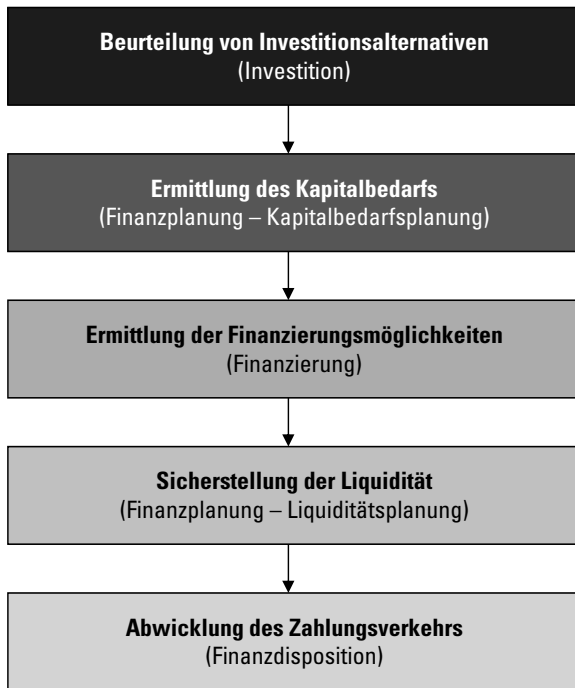 Beurteilung von Investitionsalternativen
(Investition)
Ermittlung des Kapitalbedarfs
(Finanzplanung – Kapitalbedarfsplanung)
Ermittlung der Finanzierungsmöglichkeiten
(Finanzierung)
Sicherstellung der Liquidität
(Finanzplanung – Liquiditätsplanung)
Abwicklung des Zahlungsverkehrs
(Finanzdisposition)